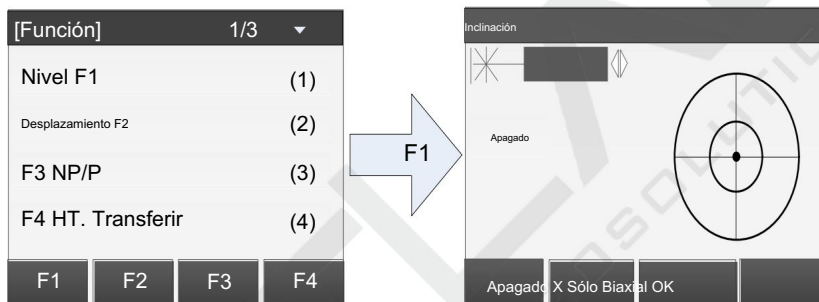 [Función] 1/3
Nivel F1 (1)
Desplazamiento F2 (2)
F3 NP/P (3)
F4 HT. Transferir (4)
F1 F2 F3 F4
F1
Inclinación
Apagado
Apagado X Sólo Biaxial OK